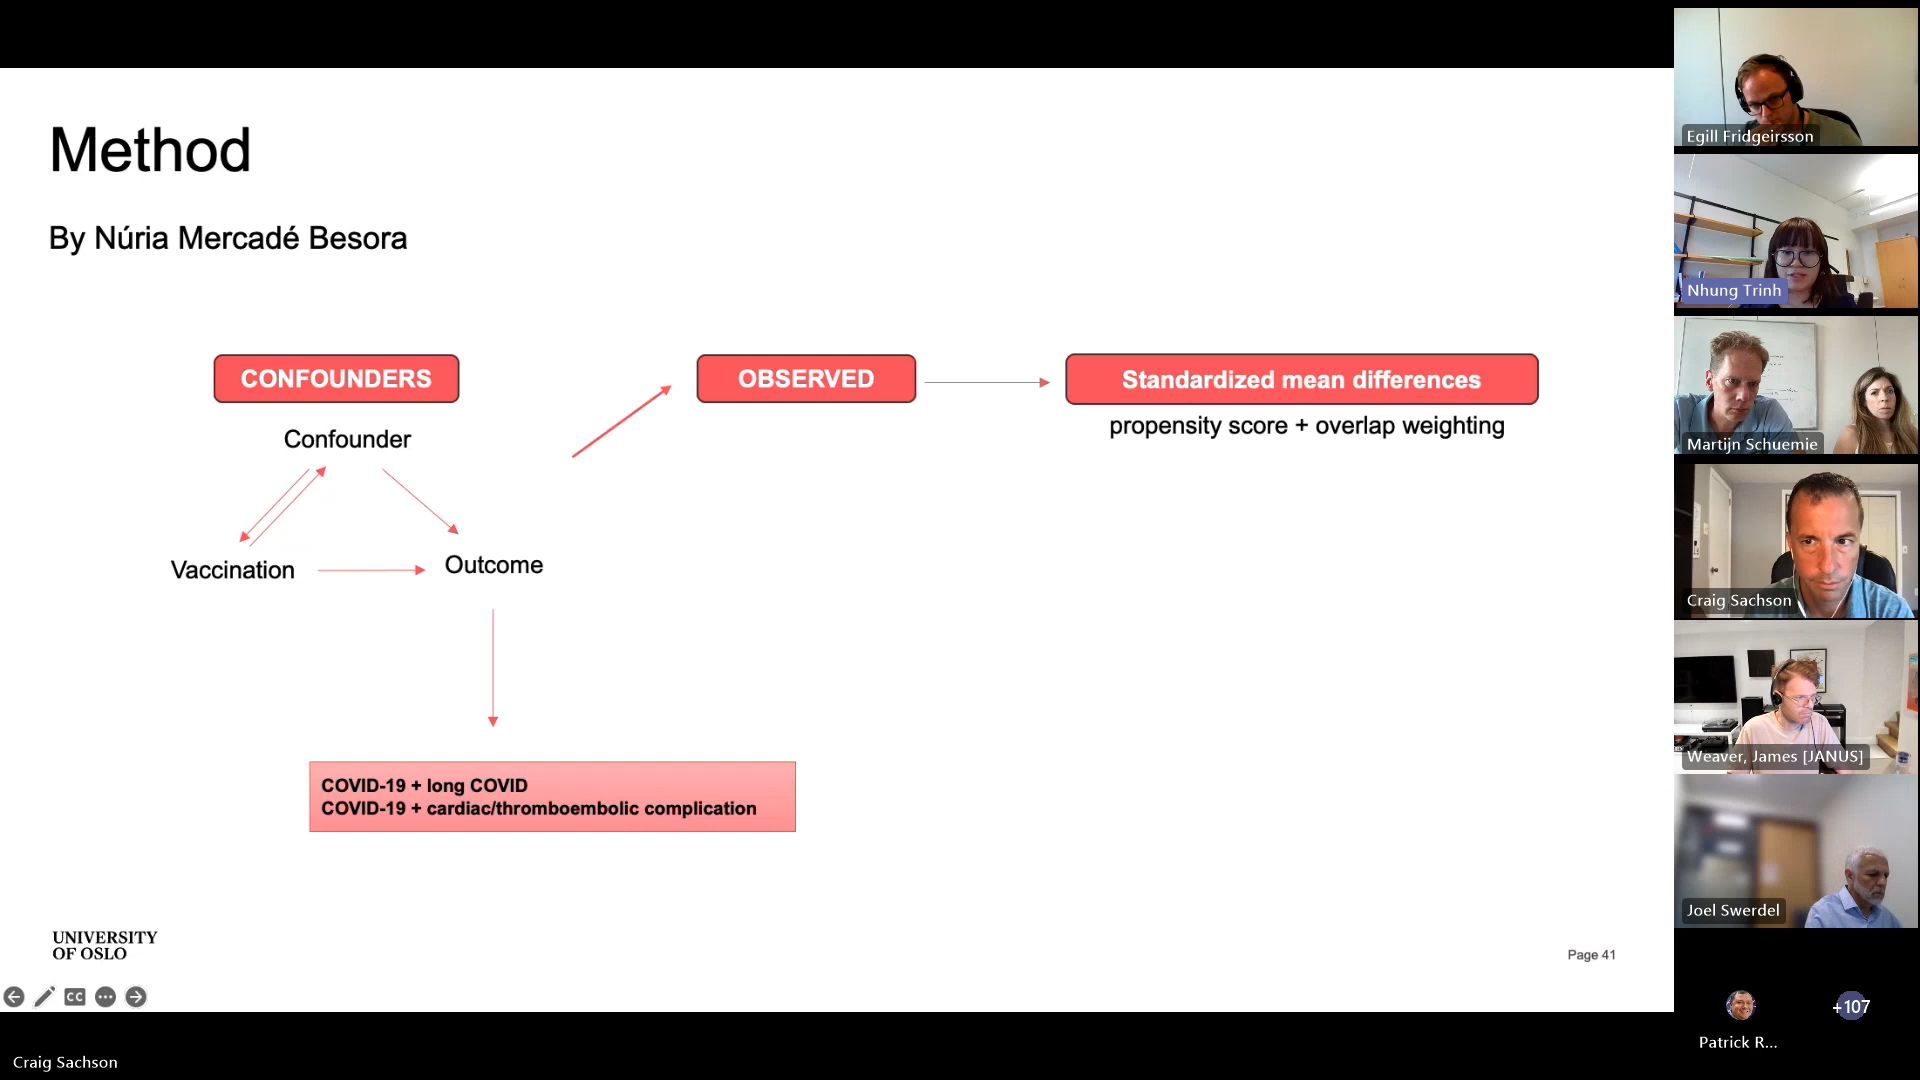 Method
By Núria Mercadé Besora
CONFOUNDERS
OBSERVED
Standardized mean differences
propensity score + overlap weighting
Confounder
Vaccination
Outcome
COVID-19 + long COVID
COVID-19 + cardiac/thromboembolic complication
UNIVERSITY
OF OSLO
Page 41
CC
Craig Sachson
Egill Fridgeirsson
Nhung Trinh
Martijn Schuemie
Craig Sachson
Weaver, James [JANUS]
Joel Swerdel
Patrick R...
+107